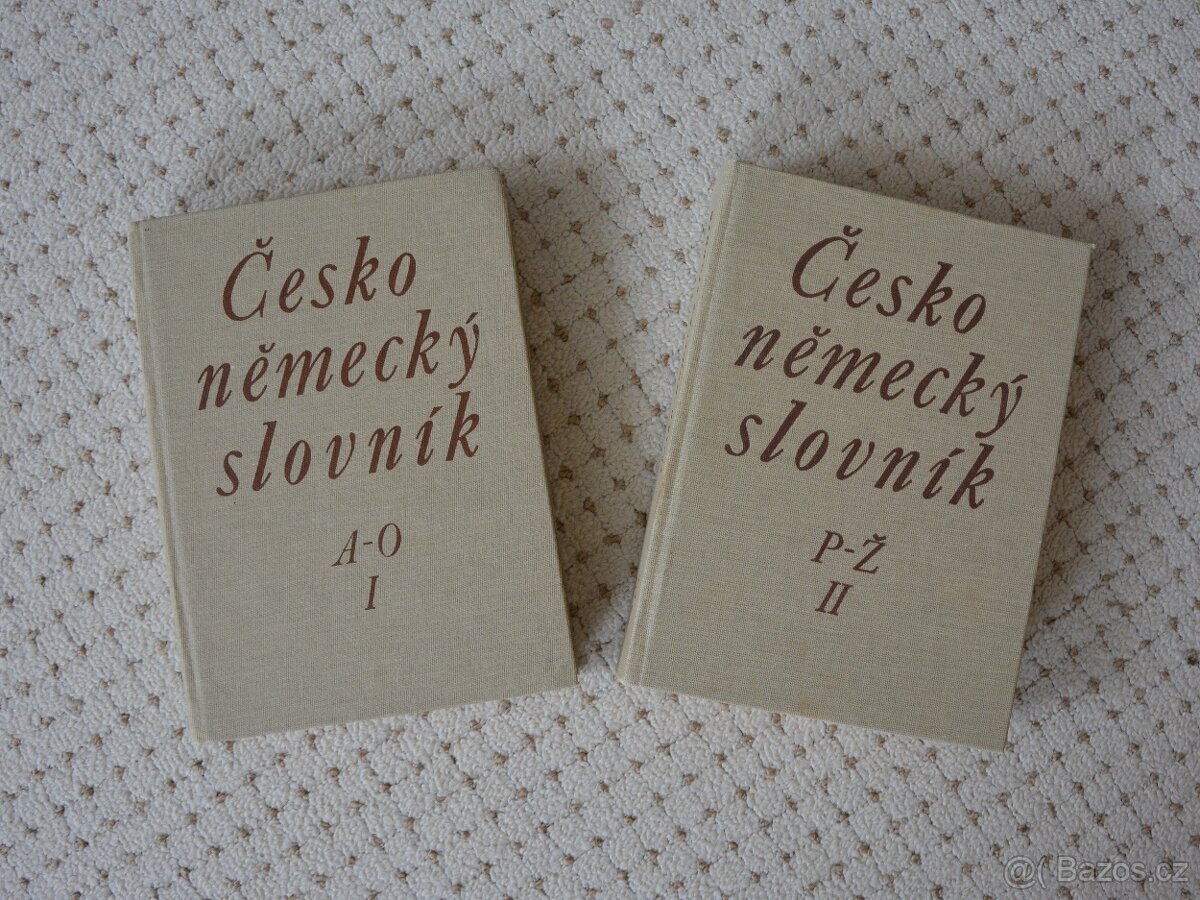 Česko
německý
slovník
A-O
I
Česko
německý
slovník
P-Ž
II
@( Bazos.cz